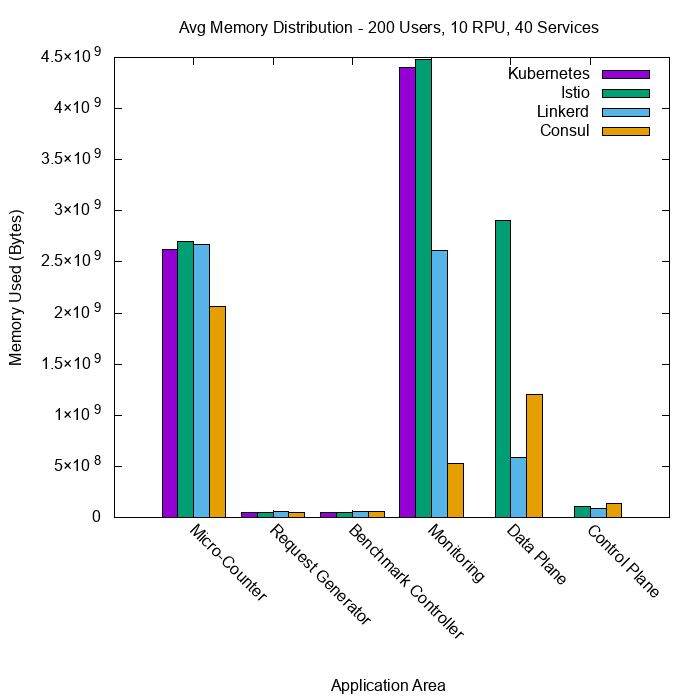 Avg Memory Distribution - 200 Users, 10 RPU, 40 Services
Kubernetes
Istio
Linkerd
Consul
4.5×10^9
4×10^9
3.5×10^9
3×10^9
2.5×10^9
2×10^9
1.5×10^9
1×10^9
5×10^8
0
Memory Used (Bytes)
Micro-Counter
Request Generator
Benchmark Controller
Monitoring
Data Plane
Control Plane
Application Area